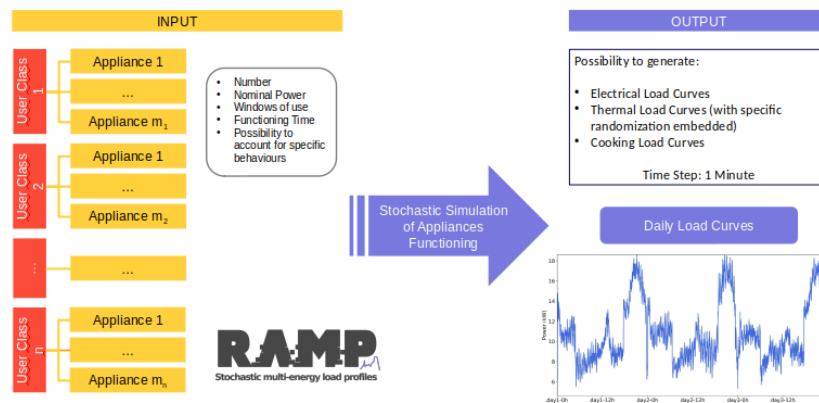 INPUT
User Class 1
Appliance 1
...
Appliance m1
User Class 2
Appliance 1
...
Appliance m2
...
...
User Class n
Appliance 1
...
Appliance mn
• Number
• Nominal Power
• Windows of use
• Functioning Time
• Possibility to
account for specific
behaviours
RAMP
Stochastic multi-energy load profiles
Stochastic Simulation
of Appliances
Functioning
OUTPUT
Possibility to generate:
• Electrical Load Curves
• Thermal Load Curves (with specific
randomization embedded)
• Cooking Load Curves
Time Step: 1 Minute
Daily Load Curves
Power (kW)
18
16
14
12
10
8
6
day1-0h
day1-12h
day2-0h
day2-12h
day3-0h
day3-12h